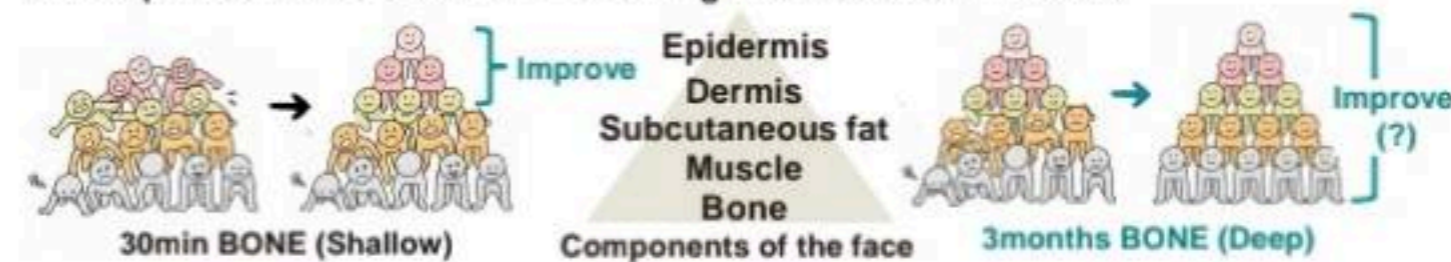 Improve
30min BONE (Shallow)
Epidermis
Dermis
Subcutaneous fat
Muscle
Bone
Components of the face
Improve
(?)
3months BONE (Deep)